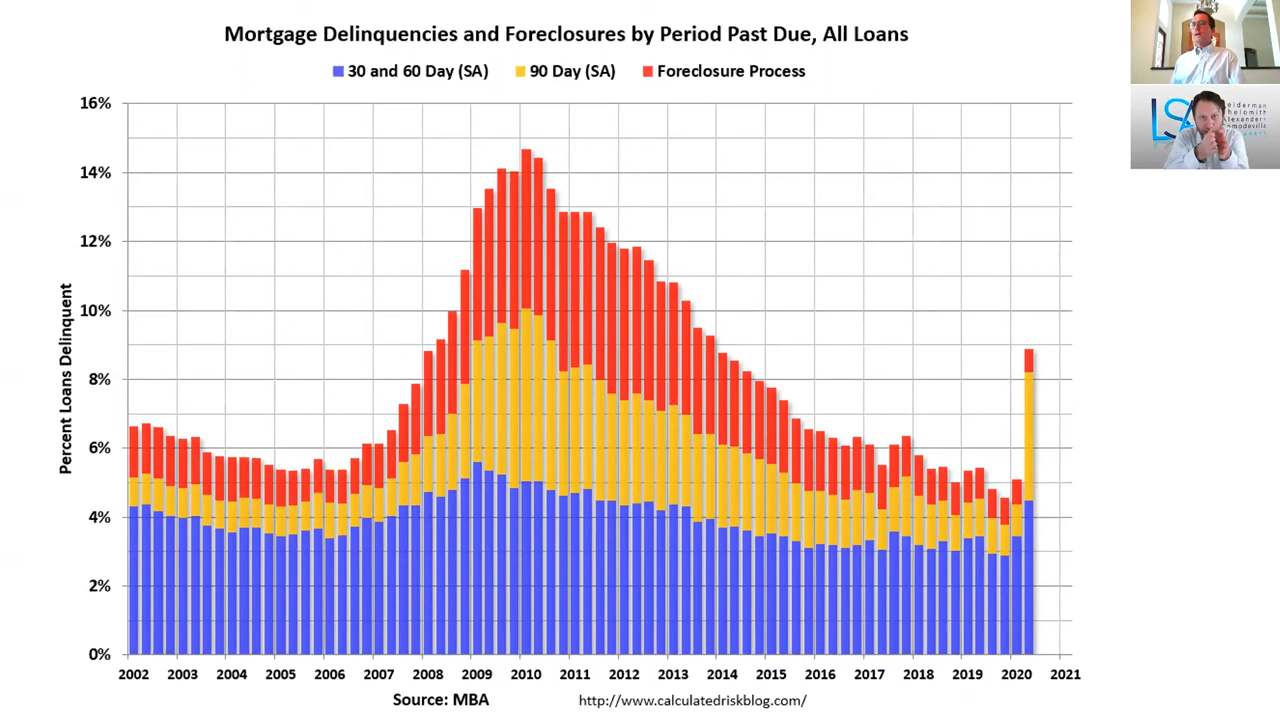 Mortgage Delinquencies and Foreclosures by Period Past Due, All Loans
30 and 60 Day (SA) 90 Day (SA) Foreclosure Process
Percent Loans Delinquent
16%
14%
12%
10%
8%
6%
4%
2%
0%
2002 2003 2004 2005 2006 2007 2008 2009 2010 2011 2012 2013 2014 2015 2016 2017 2018 2019 2020 2021
Source: MBA http://www.calculatedriskblog.com/